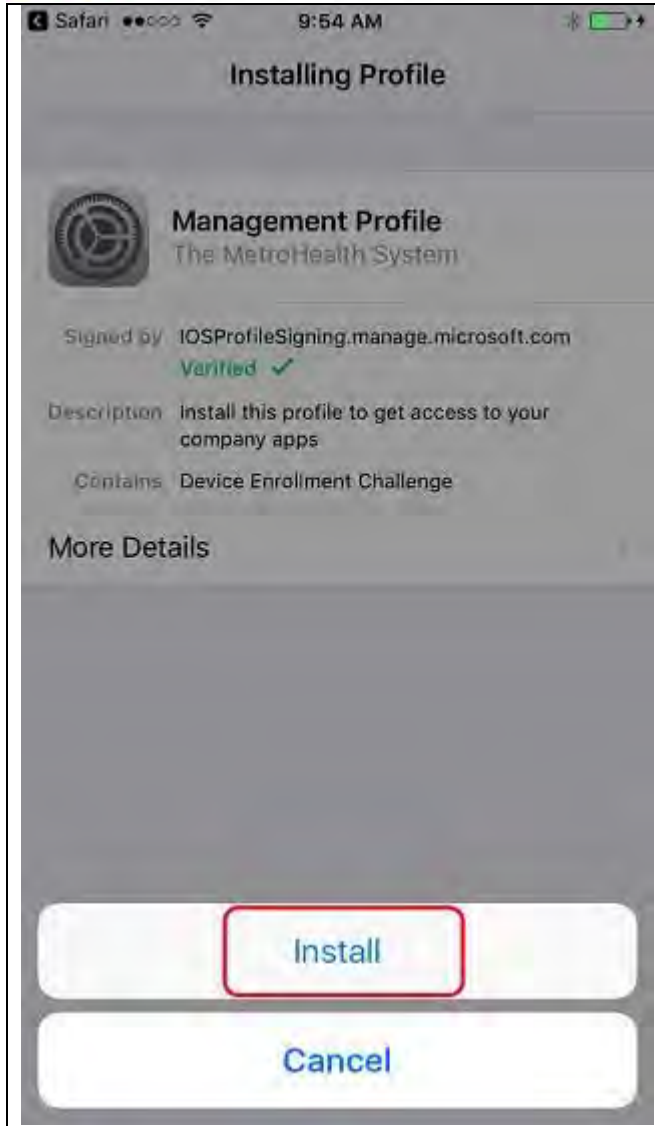 Safari 9:54 AM
Installing Profile
Management Profile
The MetroHealth System
Signed by IOSProfileSigning.manage.microsoft.com
Verified ✓
Description Install this profile to get access to your
company apps
Contains Device Enrollment Challenge
More Details
Install
Cancel